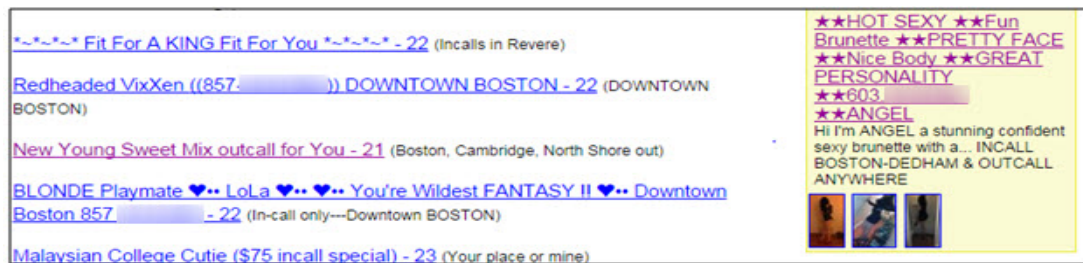 *~*~*~* Fit For A KING Fit For You *~*~*~* - 22 (Incalls in Revere)
Redheaded VixXen ((857- )) DOWNTOWN BOSTON - 22 (DOWNTOWN
BOSTON)
New Young Sweet Mix outcall for You - 21 (Boston, Cambridge, North Shore out)
BLONDE Playmate ♥•• LoLa ♥•• ♥•• You're Wildest FANTASY !! ♥•• Downtown
Boston 857 - 22 (In-call only---Downtown BOSTON)
Malaysian College Cutie ($75 incall special) - 23 (Your place or mine)
★★HOT SEXY ★★Fun
Brunette ★★PRETTY FACE
★★Nice Body ★★GREAT
PERSONALITY
★★603
★★ANGEL
Hi I'm ANGEL a stunning confident
sexy brunette with a... INCALL
BOSTON-DEDHAM & OUTCALL
ANYWHERE